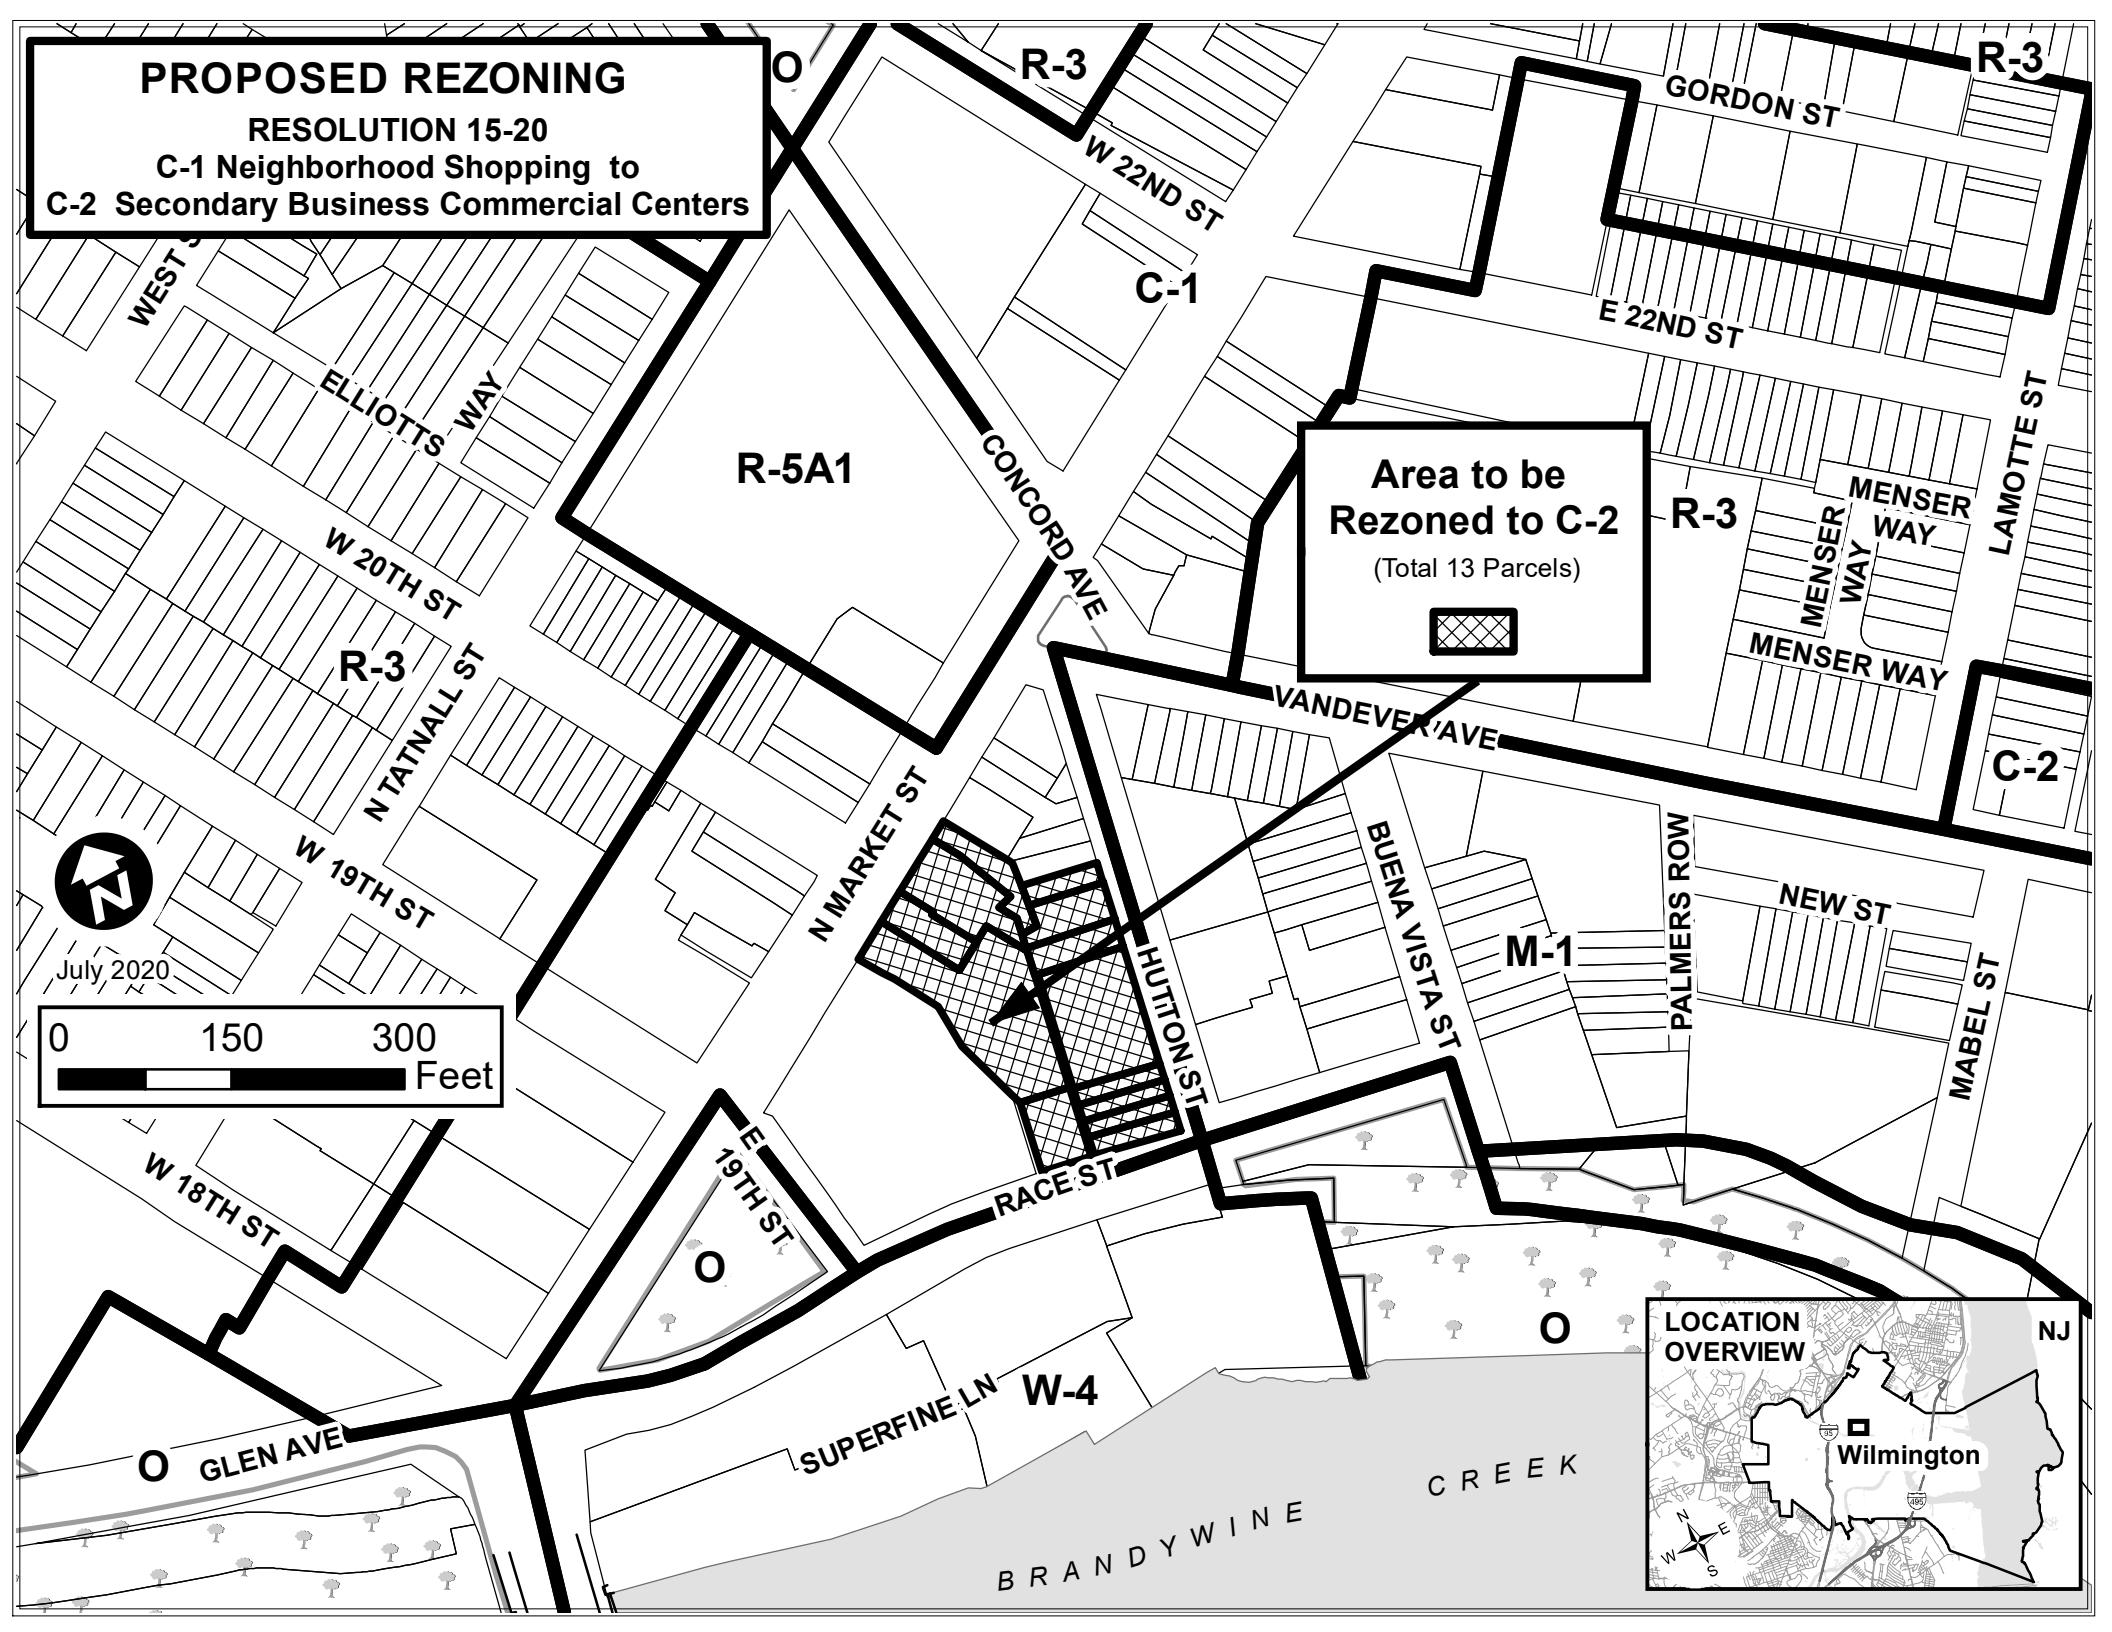 PROPOSED REZONING
RESOLUTION 15-20
C-1 Neighborhood Shopping to
C-2 Secondary Business Commercial Centers
O
R-3
R-3
GORDON ST
W 22ND ST
WEST S
C-1
E 22ND ST
ELLIOTTS
WAY
R-5A1
CONCORD AVE
LAMOTTE ST
Area to be
Rezoned to C-2
(Total 13 Parcels)
R-3
MENSER
WAY
MENSER
WAY
MENSER WAY
W 20TH ST
R-3
N TATNALL ST
VANDEVER AVE
C-2
N MARKET ST
W 19TH ST
BUENA VISTA ST
PALMERS ROW
NEW ST
M-1
HUTTON ST
MABEL ST
N
July 2020
0 150 300
Feet
E
19TH ST
W 18TH ST
RACE ST
O
O
W-4
SUPERFINE LN
O
GLEN AVE
BRANDYWINE CREEK
LOCATION
OVERVIEW
NJ
95
Wilmington
495
N
E
W
S